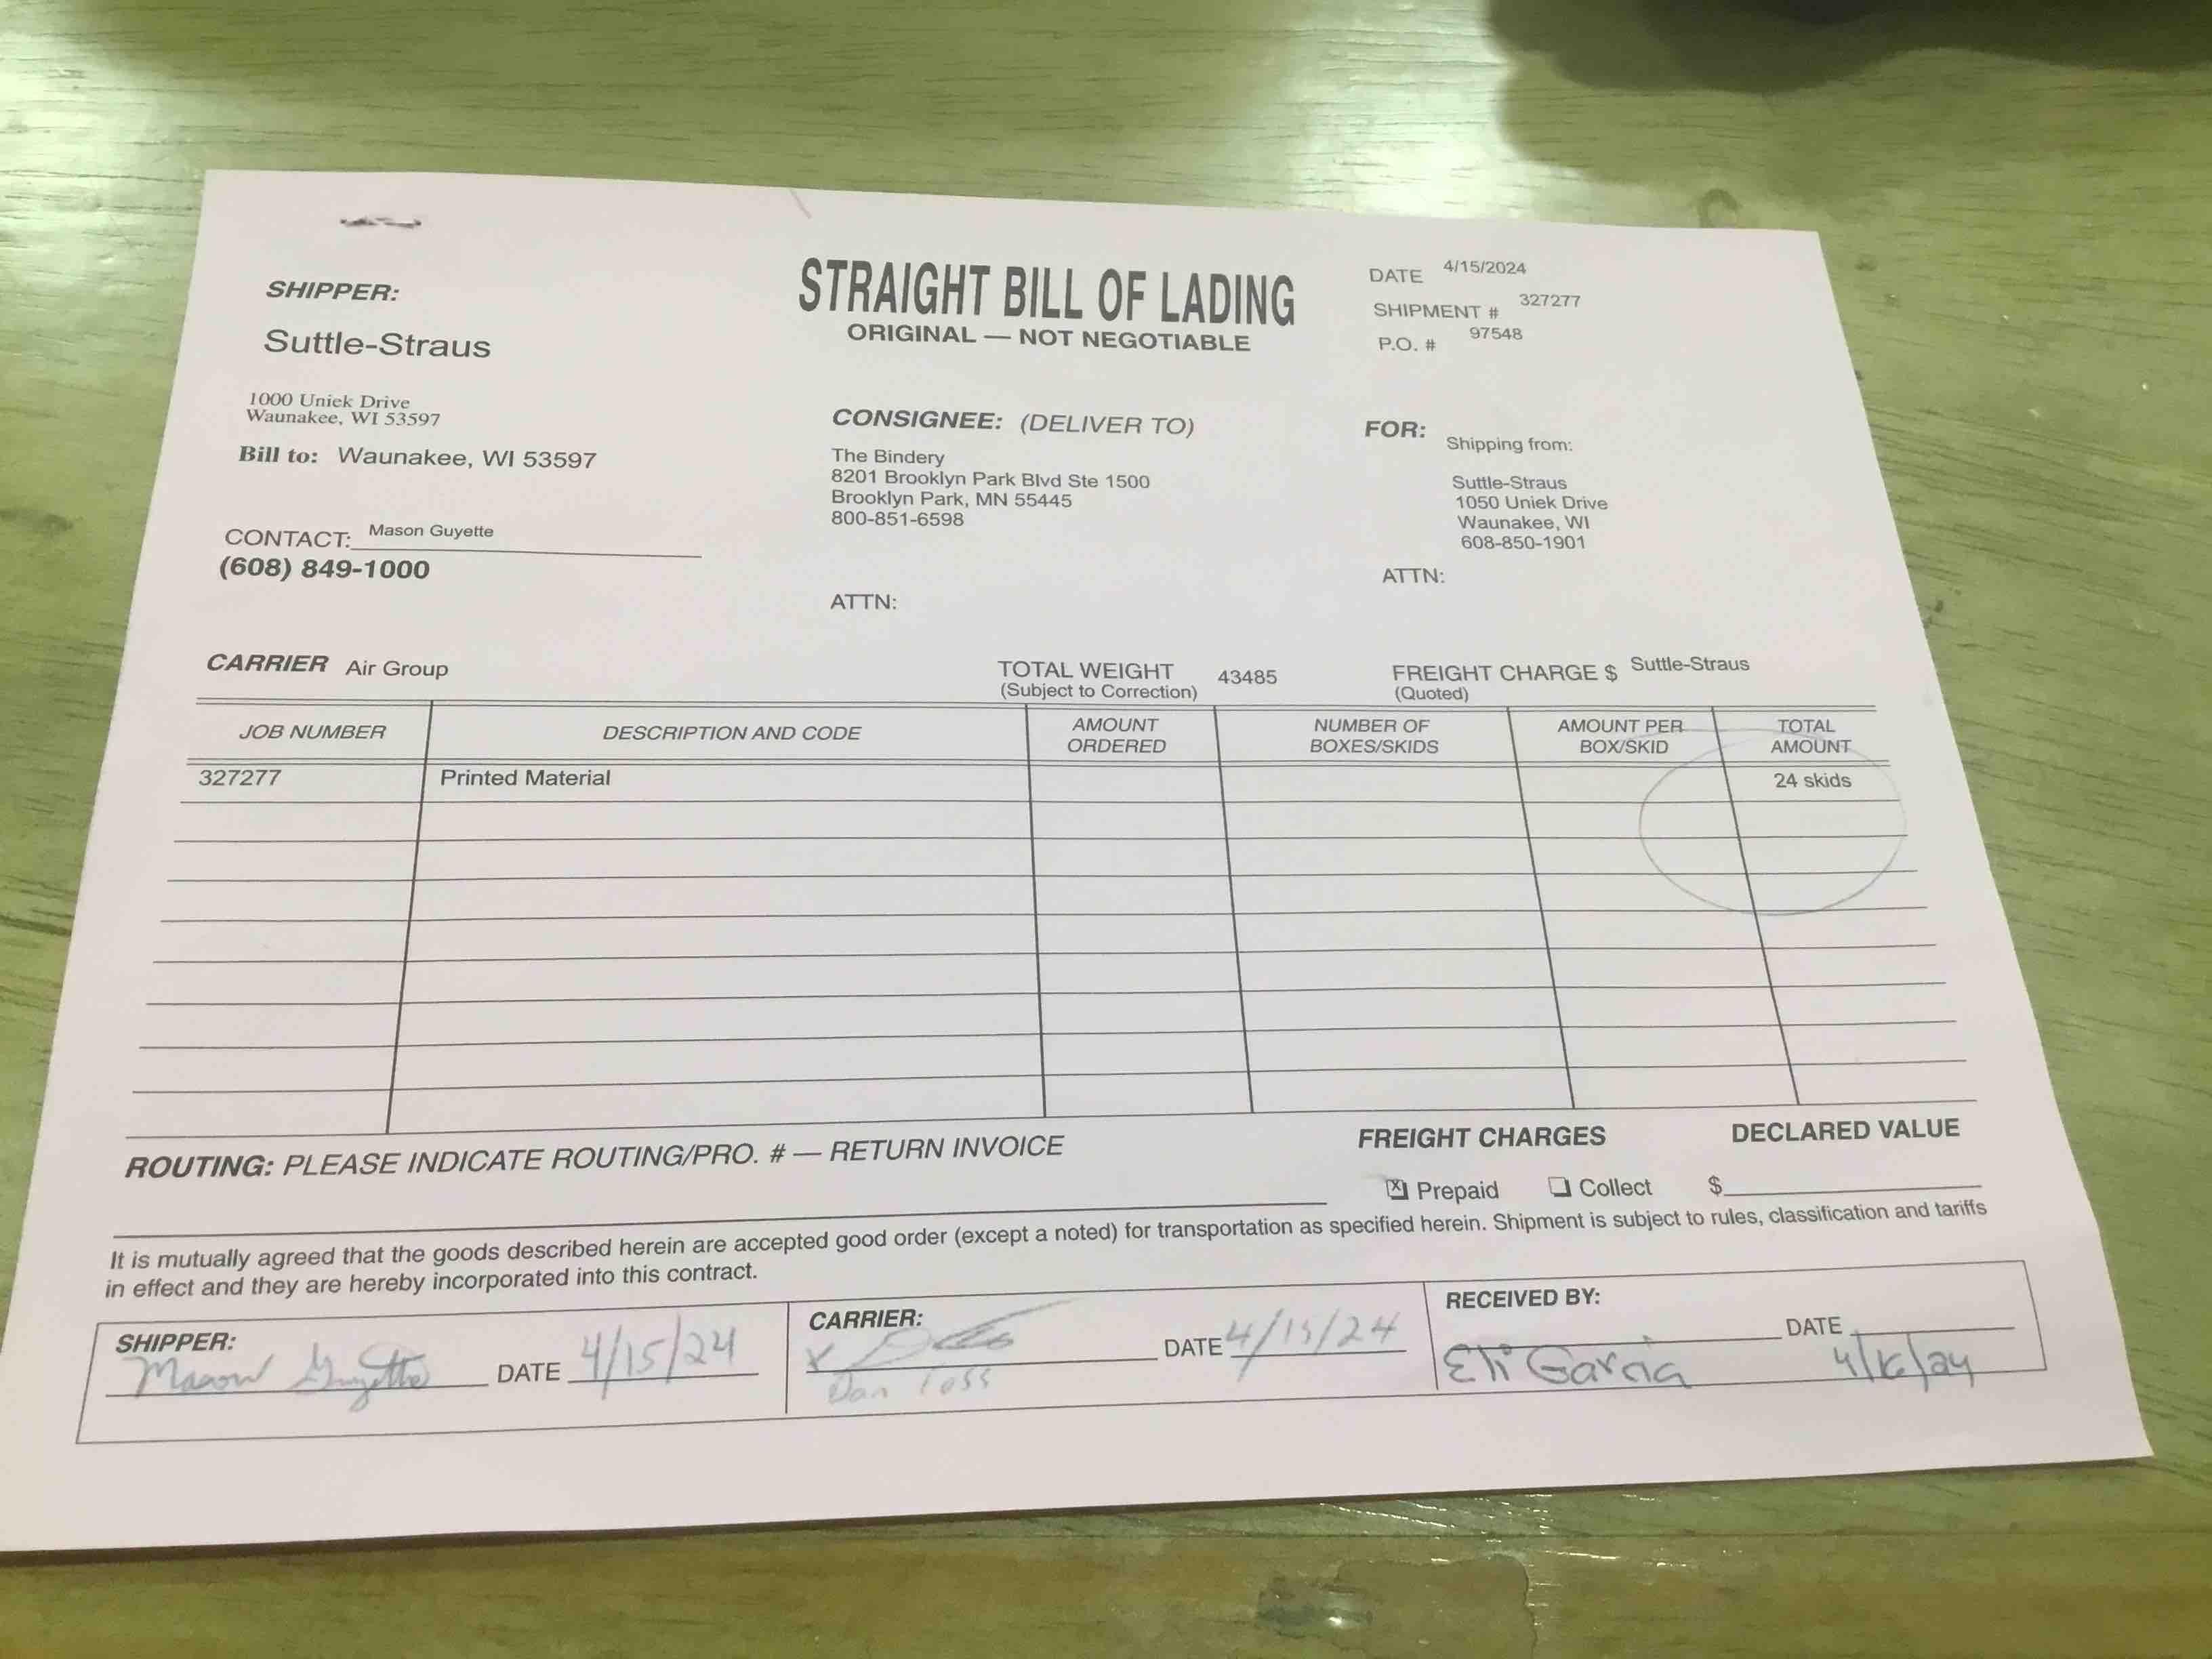 SHIPPER:
Suttle-Straus
1000 Uniek Drive
Waunakee, WI 53597
Bill to: Waunakee, WI 53597
CONTACT: Mason Guyette
(608) 849-1000
STRAIGHT BILL OF LADING
ORIGINAL — NOT NEGOTIABLE
DATE 4/15/2024
SHIPMENT # 327277
P.O. # 97548
CONSIGNEE: (DELIVER TO)
The Bindery
8201 Brooklyn Park Blvd Ste 1500
Brooklyn Park, MN 55445
800-851-6598
ATTN:
FOR: Shipping from:
Suttle-Straus
1050 Uniek Drive
Waunakee, WI
608-850-1901
ATTN:
CARRIER Air Group
TOTAL WEIGHT 43485
(Subject to Correction)
FREIGHT CHARGE $ Suttle-Straus
(Quoted)
JOB NUMBER
DESCRIPTION AND CODE
AMOUNT
ORDERED
NUMBER OF
BOXES/SKIDS
AMOUNT PER
BOX/SKID
TOTAL
AMOUNT
327277 Printed Material 24 skids
ROUTING: PLEASE INDICATE ROUTING/PRO. # — RETURN INVOICE
FREIGHT CHARGES
DECLARED VALUE
Prepaid Collect $
It is mutually agreed that the goods described herein are accepted good order (except a noted) for transportation as specified herein. Shipment is subject to rules, classification and tariffs
in effect and they are hereby incorporated into this contract.
SHIPPER:
Mason Guyette DATE 4/15/24
CARRIER:
X DATE 4/15/24
Dan
RECEIVED BY:
DATE
Eli Garcia 4/16/24